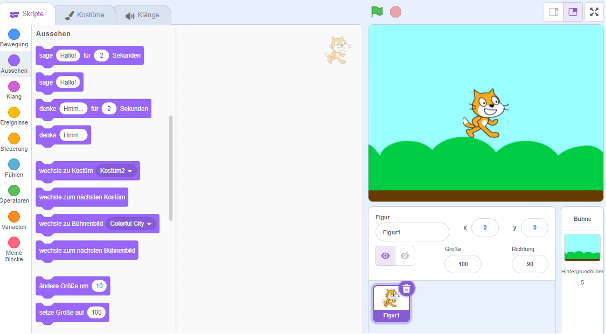 Skripte Kostüme Klänge
Bewegung
Aussehen
Klang
Ereignisse
Steuerung
Fühlen
Operatoren
Variablen
Meine
Blöcke
Aussehen
sage Hallo! für 2 Sekunden
sage Hallo!
denke Hmm... für 2 Sekunden
denke Hmm...
wechsle zu Kostüm Kostüm2
wechsle zum nächsten Kostüm
wechsle zu Bühnenbild Colorful City
wechsle zum nächsten Bühnenbild
ändere Größe um 10
setze Größe auf 100
Figur
Figur1
x 0 y 0
Größe
100
Richtung
90
Figur1
Bühne
Hintergrundbilder
5